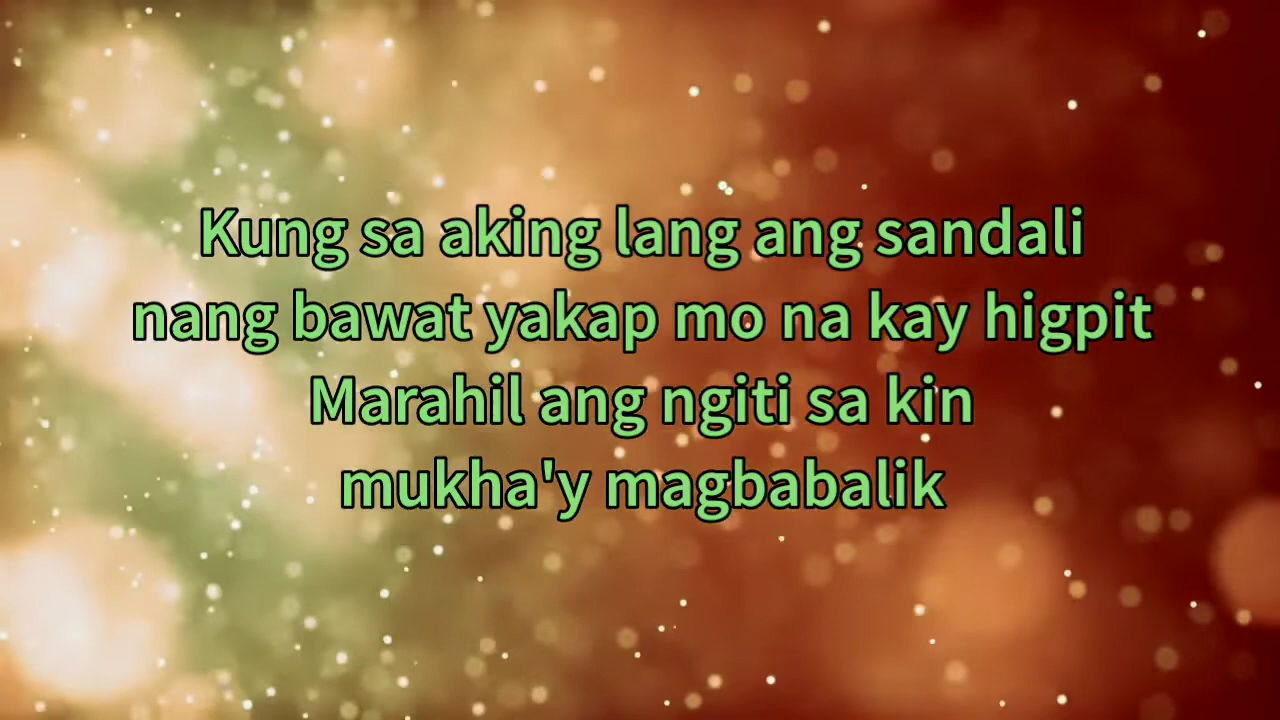 Kung sa aking lang ang sandali
nang bawat yakap mo na kay higpit
Marahil ang ngiti sa kin
mukha'y magbabalik